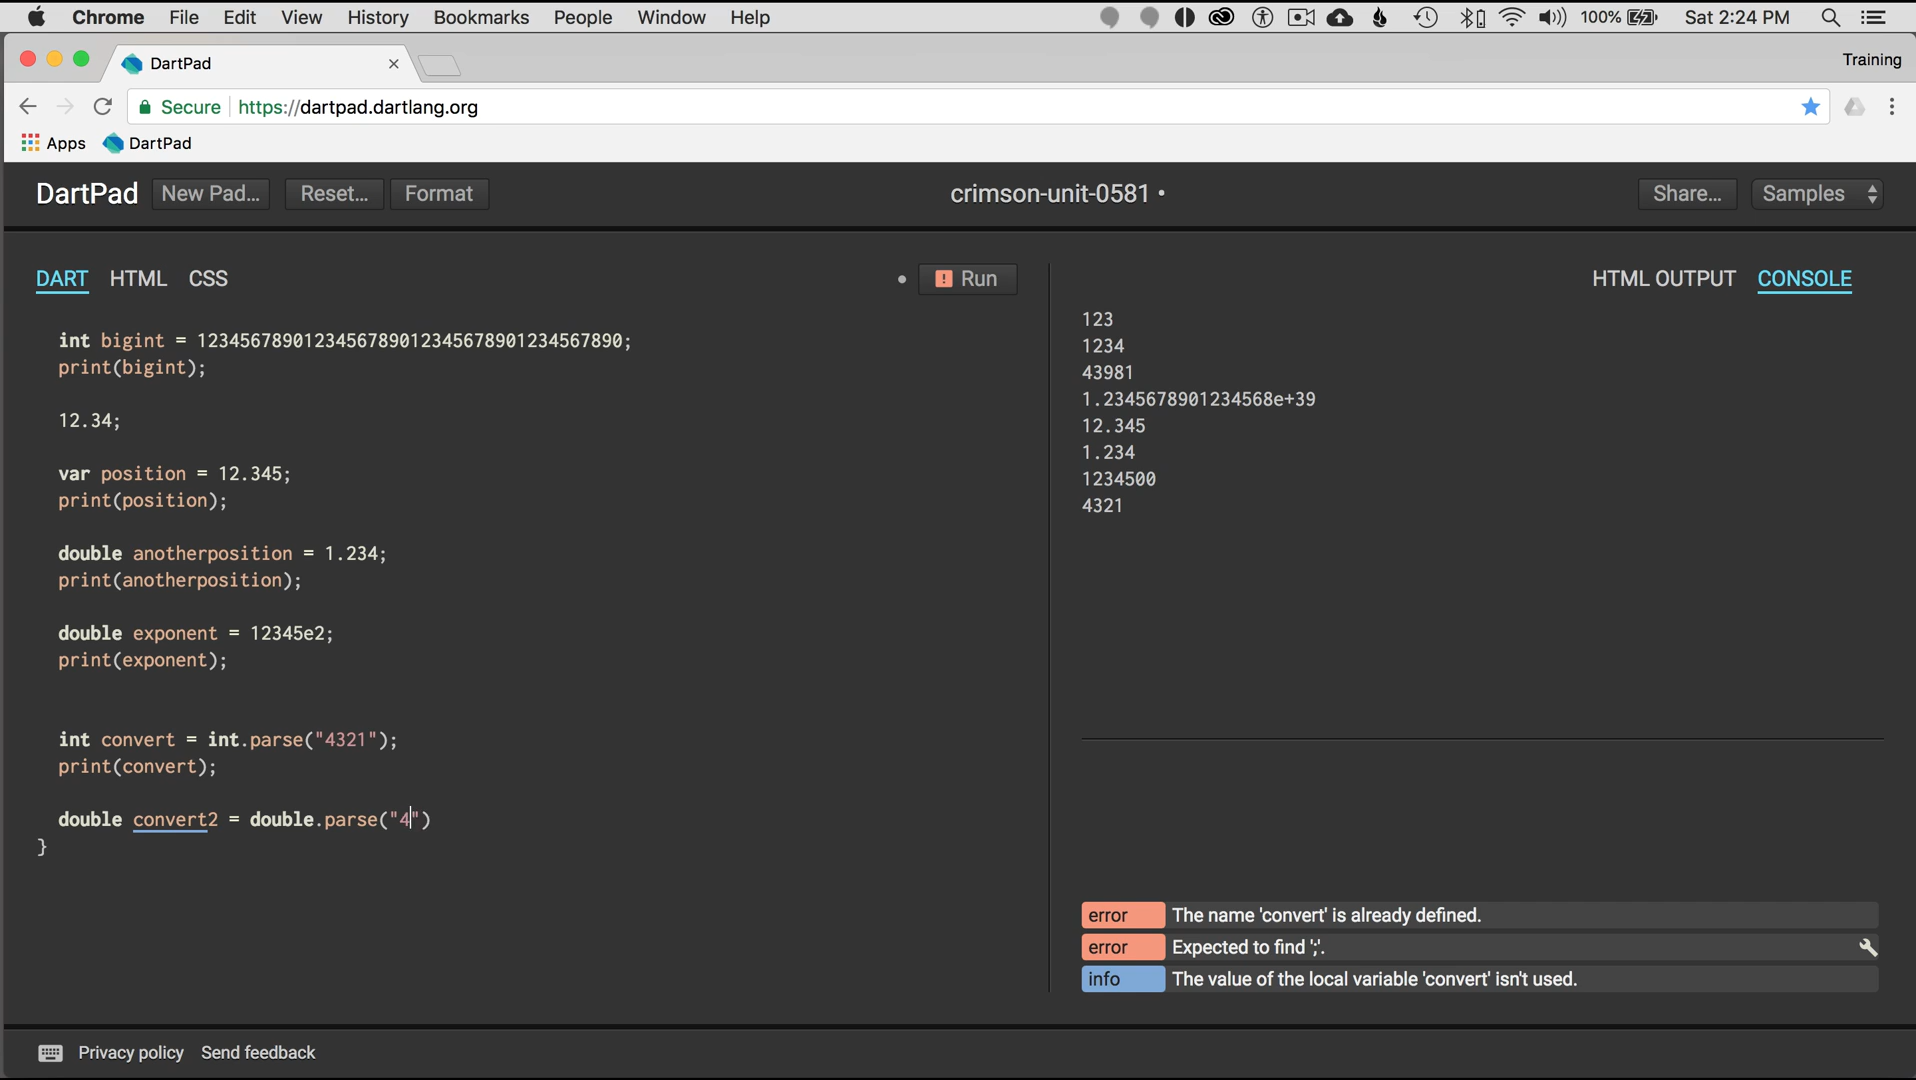 Chrome File Edit View History Bookmarks People Window Help 100% Sat 2:24 PM
DartPad Training
Secure https://dartpad.dartlang.org
Apps DartPad
DartPad New Pad... Reset... Format crimson-unit-0581 • Share... Samples
DART HTML CSS ! Run HTML OUTPUT CONSOLE
int bigint = 1234567890123456789012345678901234567890;
print(bigint);
12.34;
var position = 12.345;
print(position);
double anotherposition = 1.234;
print(anotherposition);
double exponent = 12345e2;
print(exponent);
int convert = int.parse("4321");
print(convert);
double convert2 = double.parse("4")
}
123
1234
43981
1.2345678901234568e+39
12.345
1.234
1234500
4321
error The name 'convert' is already defined.
error Expected to find ';'.
info The value of the local variable 'convert' isn't used.
Privacy policy Send feedback